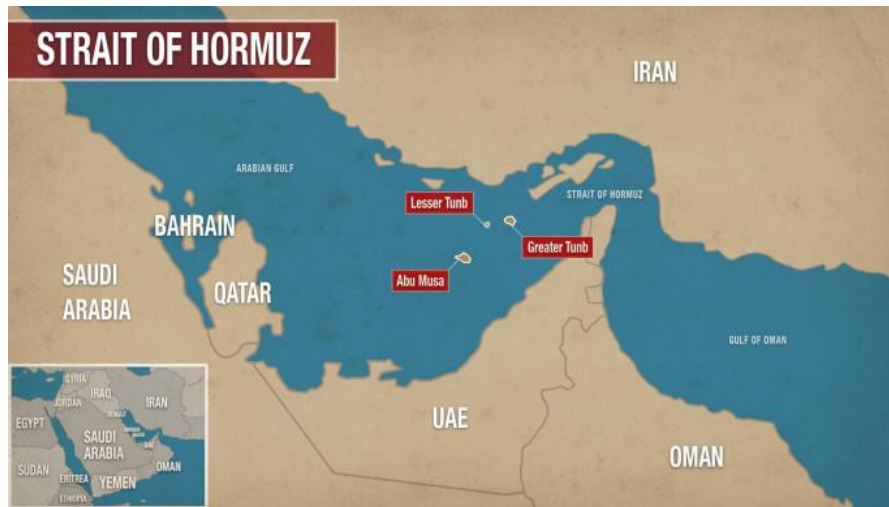 STRAIT OF HORMUZ
IRAN
ARABIAN GULF
STRAIT OF HORMUZ
Lesser Tunb
BAHRAIN
Greater Tunb
SAUDI
ARABIA
QATAR
Abu Musa
GULF OF OMAN
UAE
OMAN
SYRIA
IRAQ
IRAN
JORDAN
EGYPT
SAUDI
ARABIA
UAE
OMAN
SUDAN
ERITREA
YEMEN
ETHIOPIA